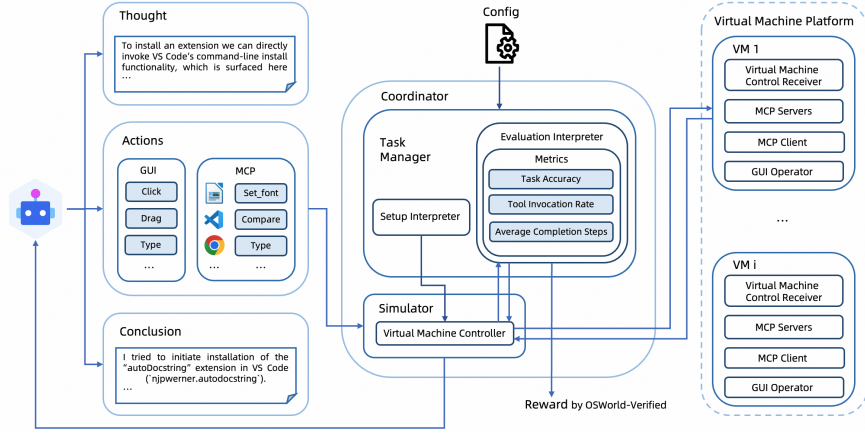 Thought
To install an extension we can directly
invoke VS Code's command-line install
functionality, which is surfaced here
...
Actions
GUI
Click
Drag
Type
...
MCP
Set_font
Compare
Type
...
...
Conclusion
I tried to initiate installation of the
"autoDocstring" extension in VS Code
(`njpwerner.autodocstring`).
...
Config
Coordinator
Task
Manager
Setup Interpreter
Evaluation Interpreter
Metrics
Task Accuracy
Tool Invocation Rate
Average Completion Steps
Simulator
Virtual Machine Controller
Reward by OSWorld-Verified
Virtual Machine Platform
VM 1
Virtual Machine
Control Receiver
MCP Servers
MCP Client
GUI Operator
...
VM i
Virtual Machine
Control Receiver
MCP Servers
MCP Client
GUI Operator